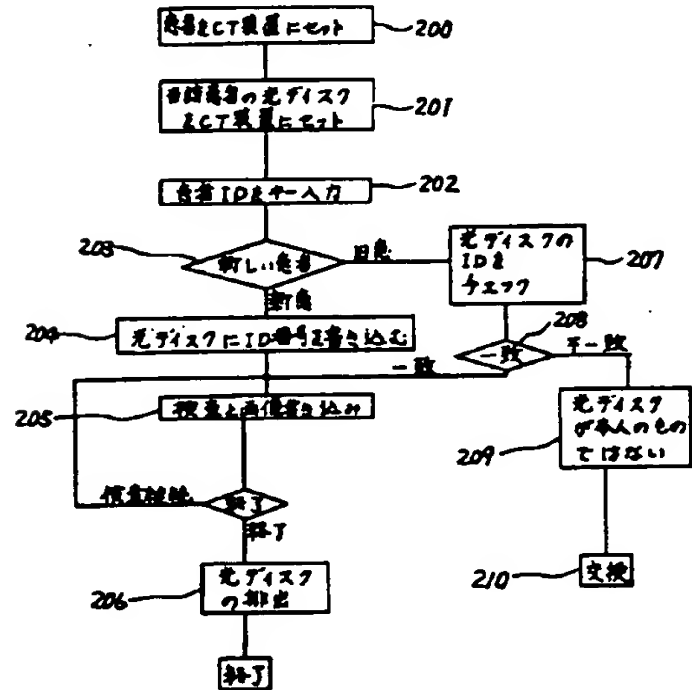 患者をCT装置にセット
200
当該患者の光ディスク
をCT装置にセット
201
患者IDをキー入力
202
203
新しい患者
旧患
新患
光ディスクの
IDを
チェック
207
204
光ディスクにID番号を書き込む
208
一致
不一致
一致
205
検査と画像書き込み
光ディスク
が本人のもの
ではない
209
検査継続
終了
終了
206
光ディスク
の排出
210
交換
終了